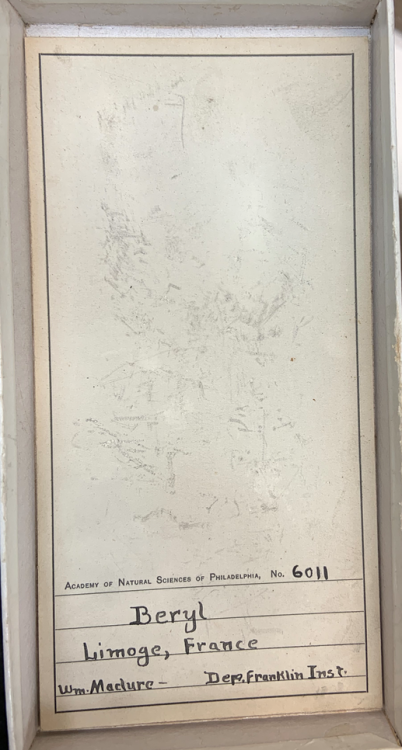 Academy of Natural Sciences of Philadelphia, No. 6011
Beryl
Limoge, France
Wm. Maclure - Dep. Franklin Inst.